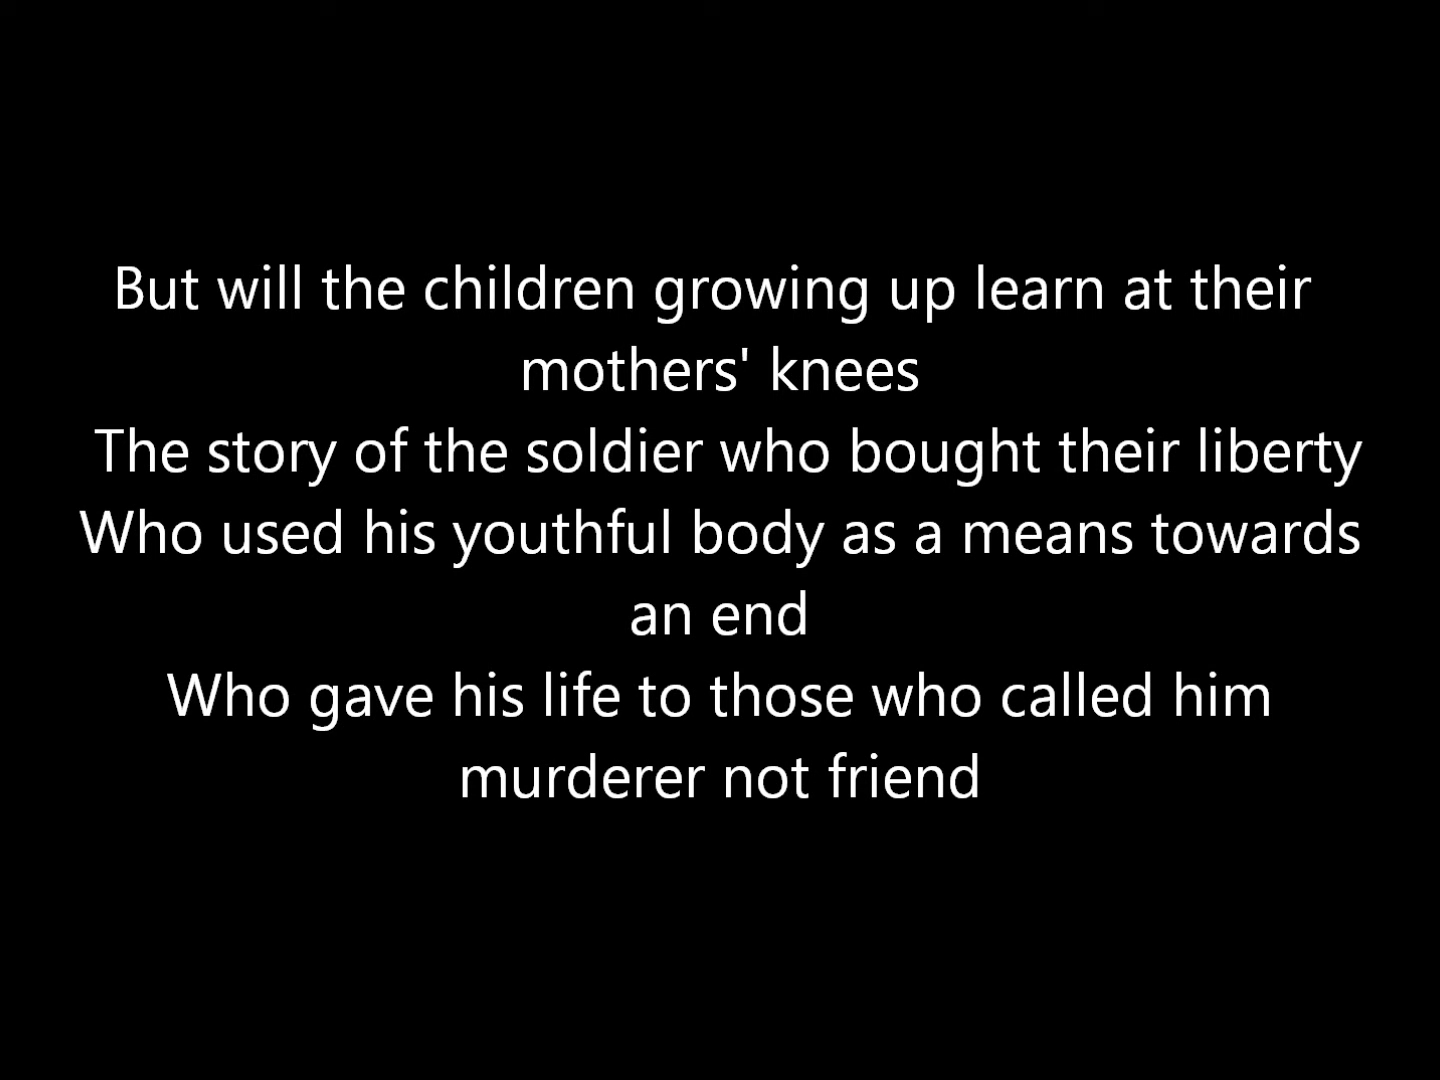 But will the children growing up learn at their
mothers' knees
The story of the soldier who bought their liberty
Who used his youthful body as a means towards
an end
Who gave his life to those who called him
murderer not friend